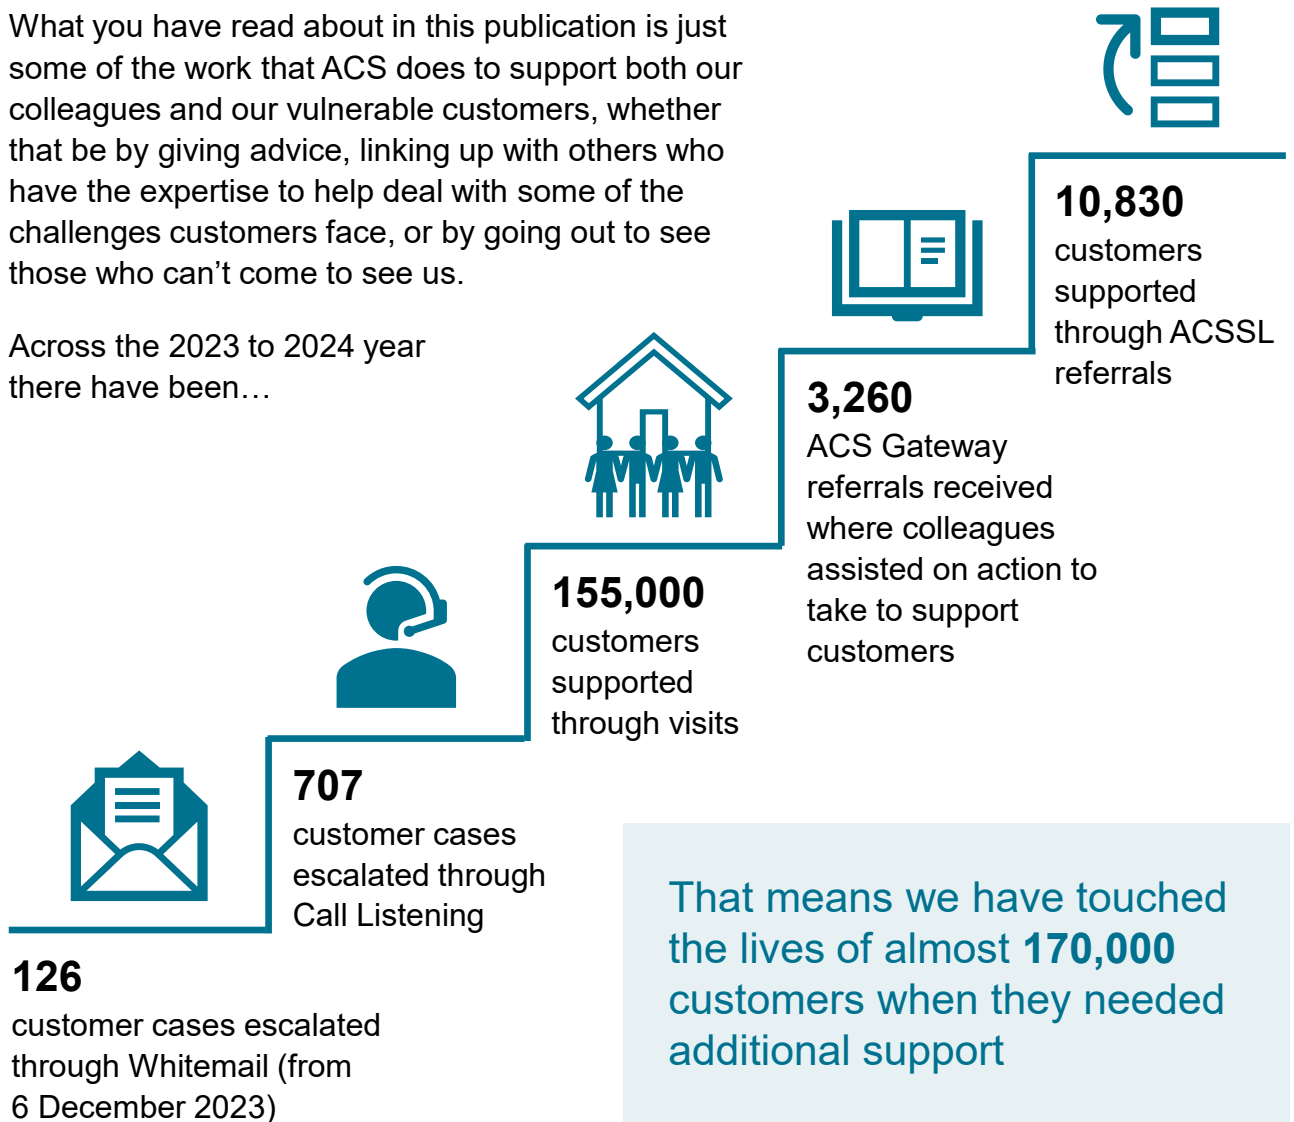 What you have read about in this publication is just
some of the work that ACS does to support both our
colleagues and our vulnerable customers, whether
that be by giving advice, linking up with others who
have the expertise to help deal with some of the
challenges customers face, or by going out to see
those who can’t come to see us.
Across the 2023 to 2024 year
there have been…
126
customer cases escalated
through Whitemail (from
6 December 2023)
707
customer cases
escalated through
Call Listening
155,000
customers
supported
through visits
3,260
ACS Gateway
referrals received
where colleagues
assisted on action to
take to support
customers
10,830
customers
supported
through ACSSL
referrals
That means we have touched
the lives of almost 170,000
customers when they needed
additional support